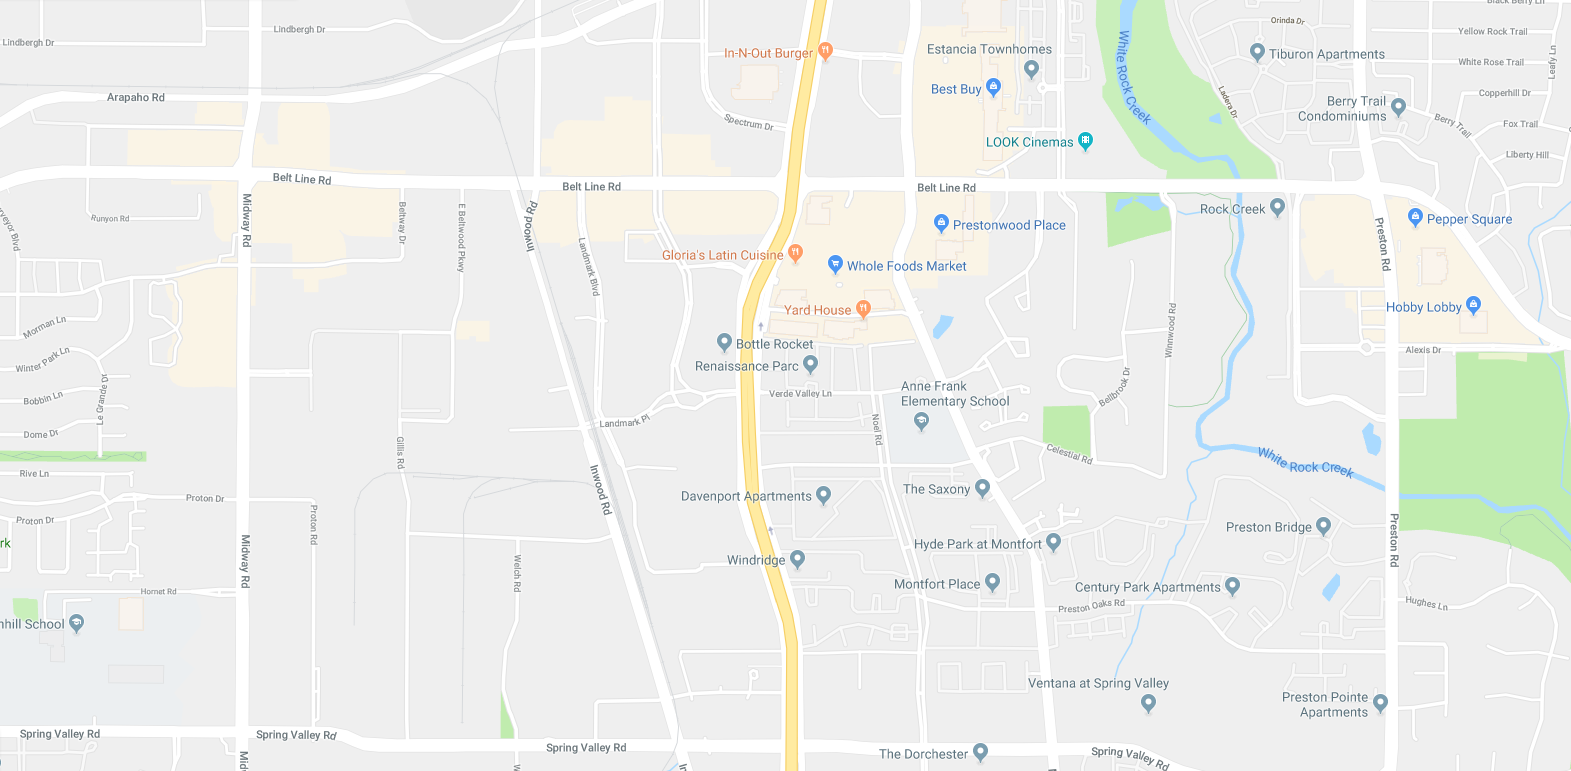 Black Berry Ln
Orinda Dr
Lindbergh Dr
Yellow Rock Trail
Lindbergh Dr
Estancia Townhomes
In-N-Out Burger
Tiburon Apartments
White Rose Trail
Leafy Ln
White Rock Creek
Best Buy
Copperhill Dr
Arapaho Rd
Ladera Dr
Berry Trail
Condominiums
Berry Trail
Fox Trail
Spectrum Dr
LOOK Cinemas
Liberty Hill
Belt Line Rd
Belt Line Rd
Belt Line Rd
Midway Rd
Runyon Rd
Beltway Dr
E Beltwood Pkwy
Inwood Rd
Rock Creek
Prestonwood Place
Pepper Square
Preston Rd
veyor Blvd
Landmark Blvd
Gloria's Latin Cuisine
Whole Foods Market
Yard House
Hobby Lobby
Morman Ln
Winnwood Rd
Bottle Rocket
Alexis Dr
Winter Park Ln
Renaissance Parc
Le Grande Dr
Verde Valley Ln
Anne Frank
Elementary School
Bellbrook Dr
Bobbin Ln
Landmark Pl
Noel Rd
Dome Dr
Gillis Rd
Celestial Rd
White Rock Creek
Rive Ln
Inwood Rd
The Saxony
Davenport Apartments
Proton Dr
Proton Dr
Proton Rd
Preston Bridge
Preston Rd
rk
Hyde Park at Montfort
Windridge
Midway Rd
Welch Rd
Montfort Place
Century Park Apartments
Hornet Rd
Preston Oaks Rd
Hughes Ln
nhill School
Ventana at Spring Valley
Preston Pointe
Apartments
Spring Valley Rd
Spring Valley Rd
Spring Valley Rd
The Dorchester
Spring Valley Rd
Mid
W
In